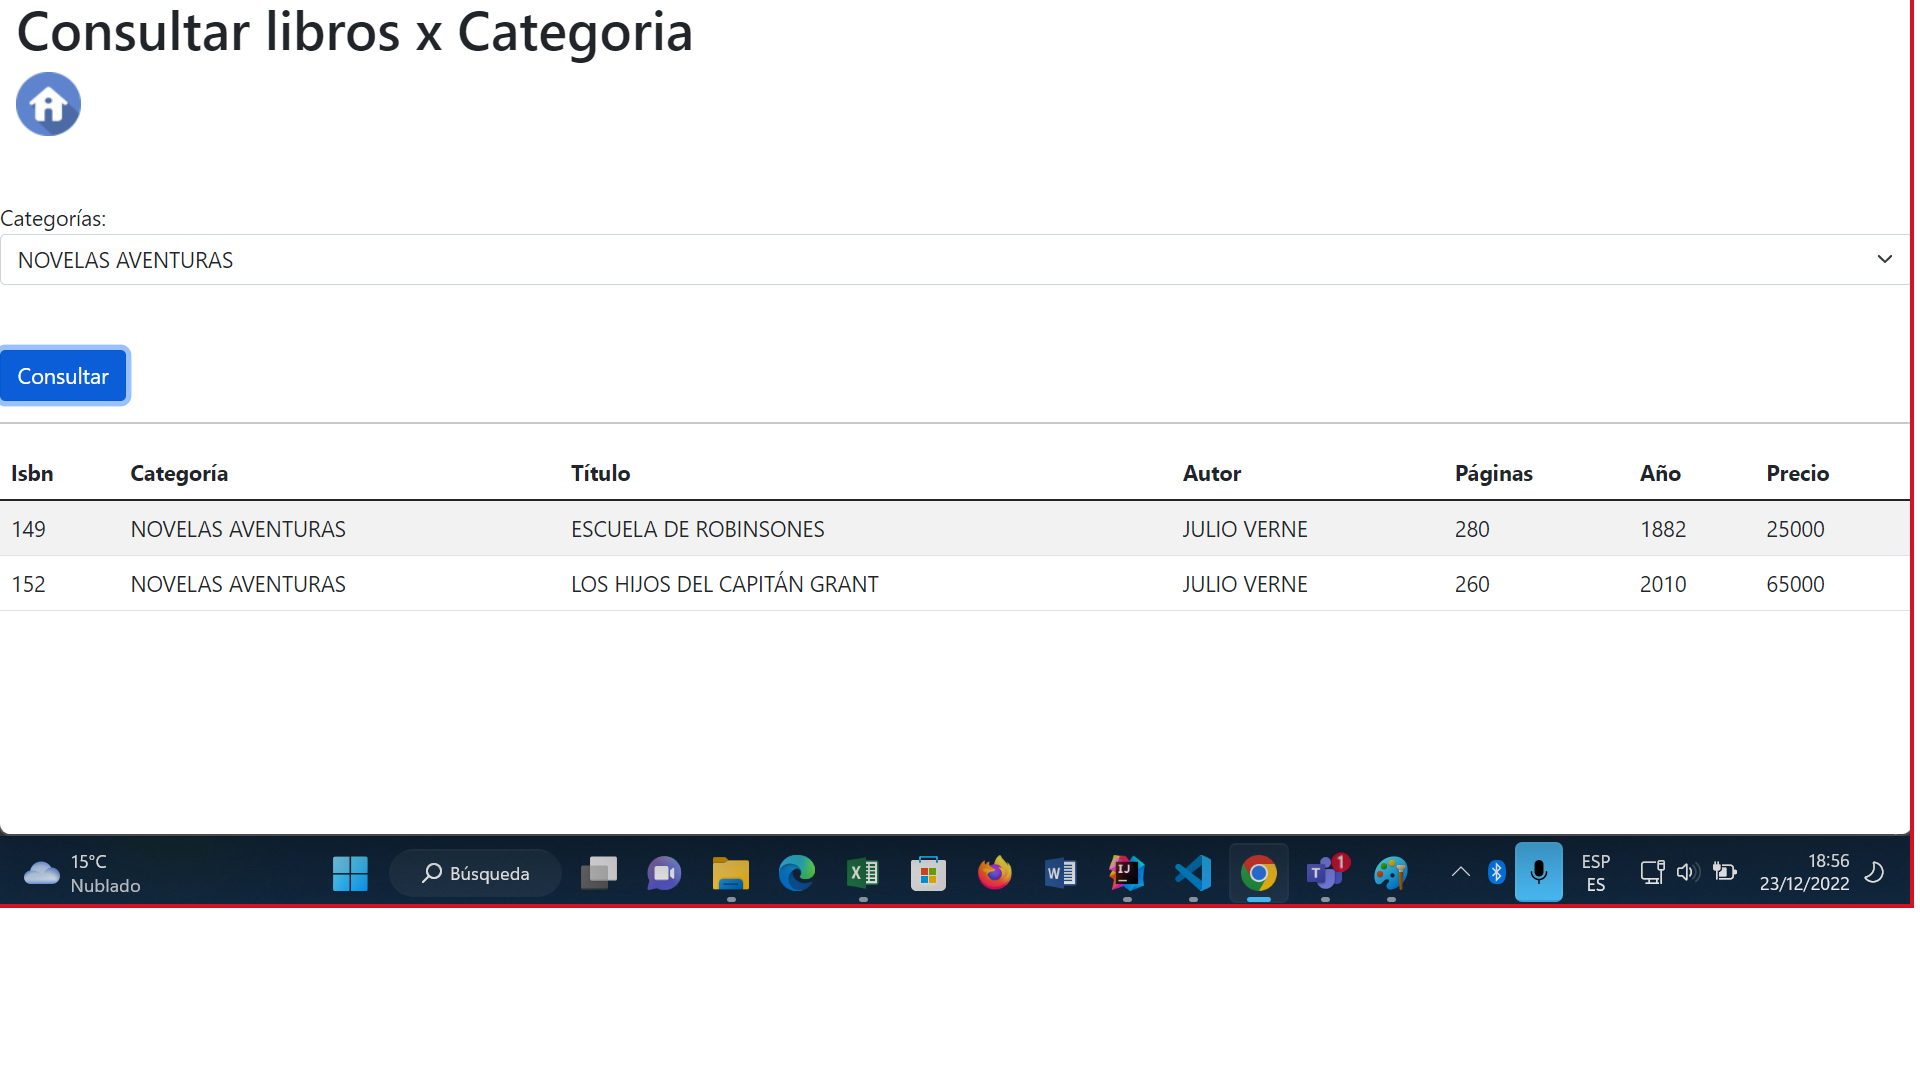 Consultar libros x Categoria
Categorías:
NOVELAS AVENTURAS
Consultar
Isbn Categoría Título Autor Páginas Año Precio
149 NOVELAS AVENTURAS ESCUELA DE ROBINSONES JULIO VERNE 280 1882 25000
152 NOVELAS AVENTURAS LOS HIJOS DEL CAPITÁN GRANT JULIO VERNE 260 2010 65000
15°C
Nublado
Búsqueda
X
W
IJ
T
1
ESP
ES
18:56
23/12/2022